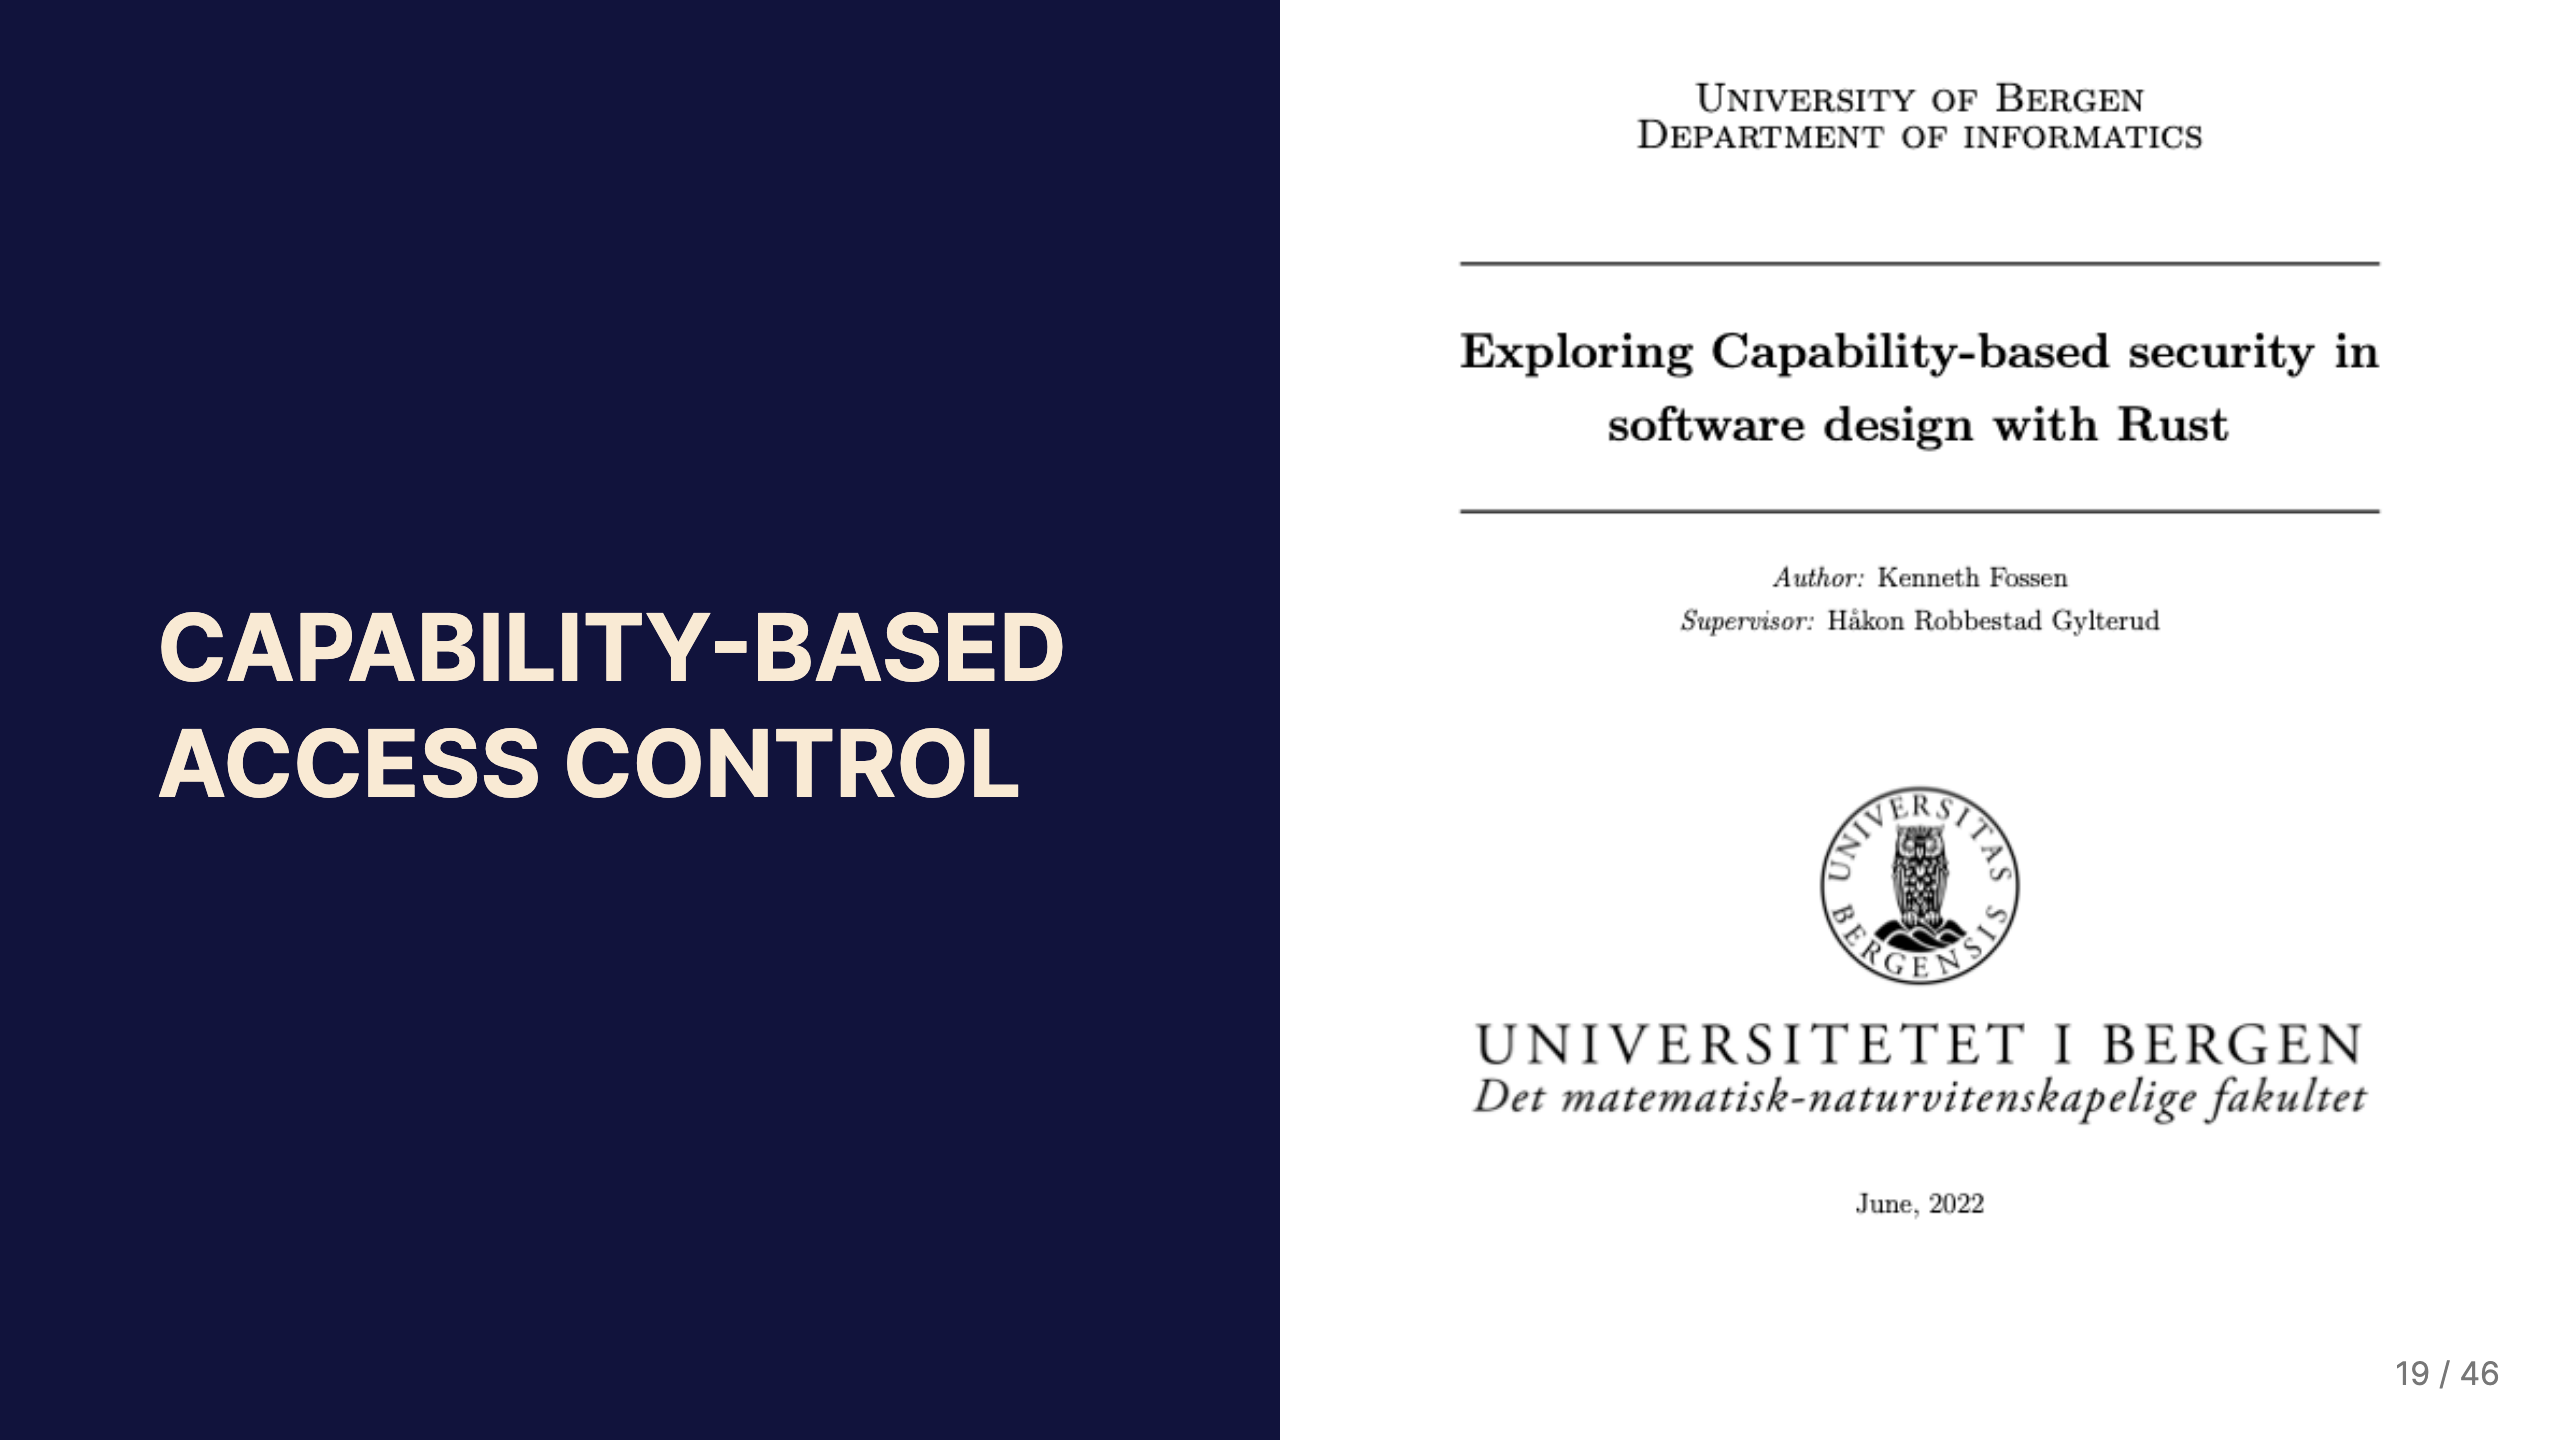 CAPABILITY-BASED
ACCESS CONTROL
UNIVERSITY OF BERGEN
DEPARTMENT OF INFORMATICS
Exploring Capability-based security in
software design with Rust
Author: Kenneth Fossen
Supervisor: Håkon Robbestad Gylterud
UNIVERSITAS
BERGENSIS
UNIVERSITETET I BERGEN
Det matematisk-naturvitenskapelige fakultet
June, 2022
19 / 46